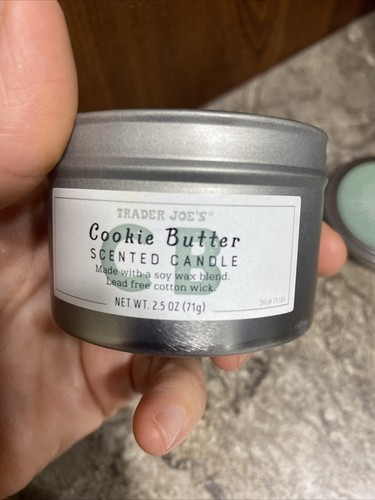 TRADER JOE'S®
Cookie Butter
SCENTED CANDLE
Made with a soy wax blend.
Lead free cotton wick.
NET WT. 2.5 OZ (71g)